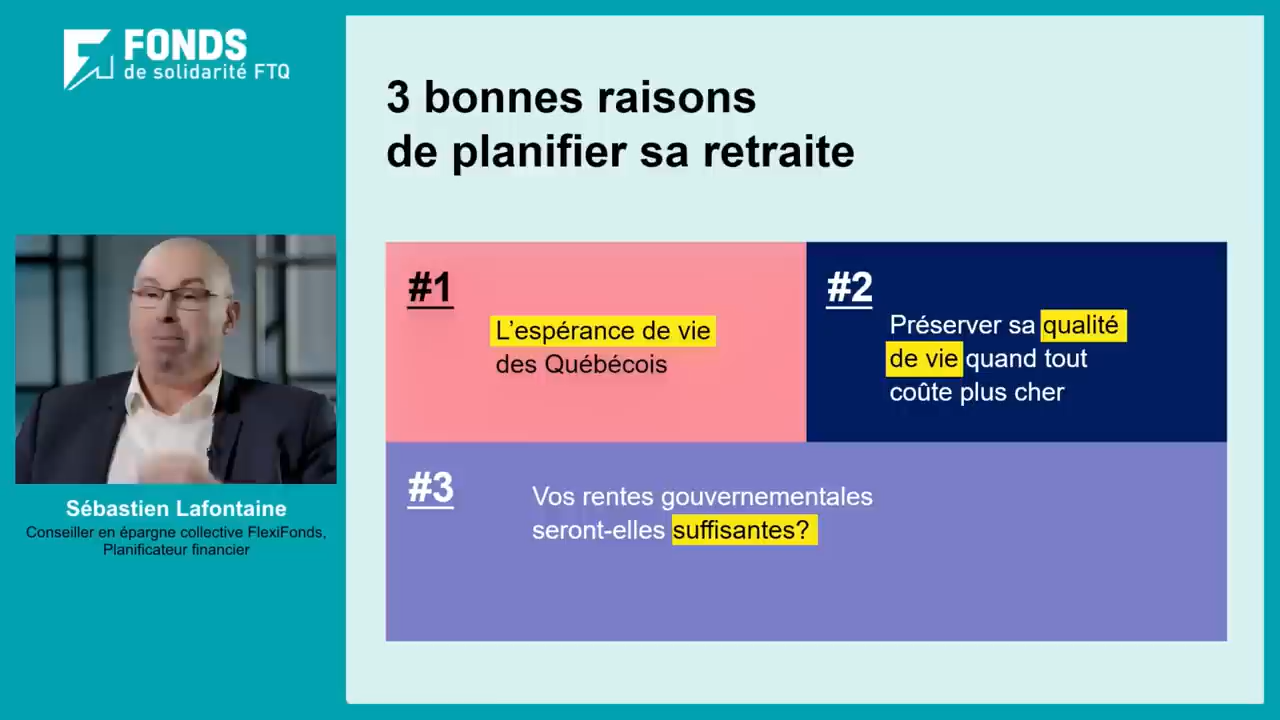 FONDS
de solidarité FTQ
3 bonnes raisons
de planifier sa retraite
#1
L’espérance de vie
des Québécois
#2
Préserver sa qualité
de vie quand tout
coûte plus cher
#3
Vos rentes gouvernementales
seront-elles suffisantes?
Sébastien Lafontaine
Conseiller en épargne collective FlexiFonds,
Planificateur financier